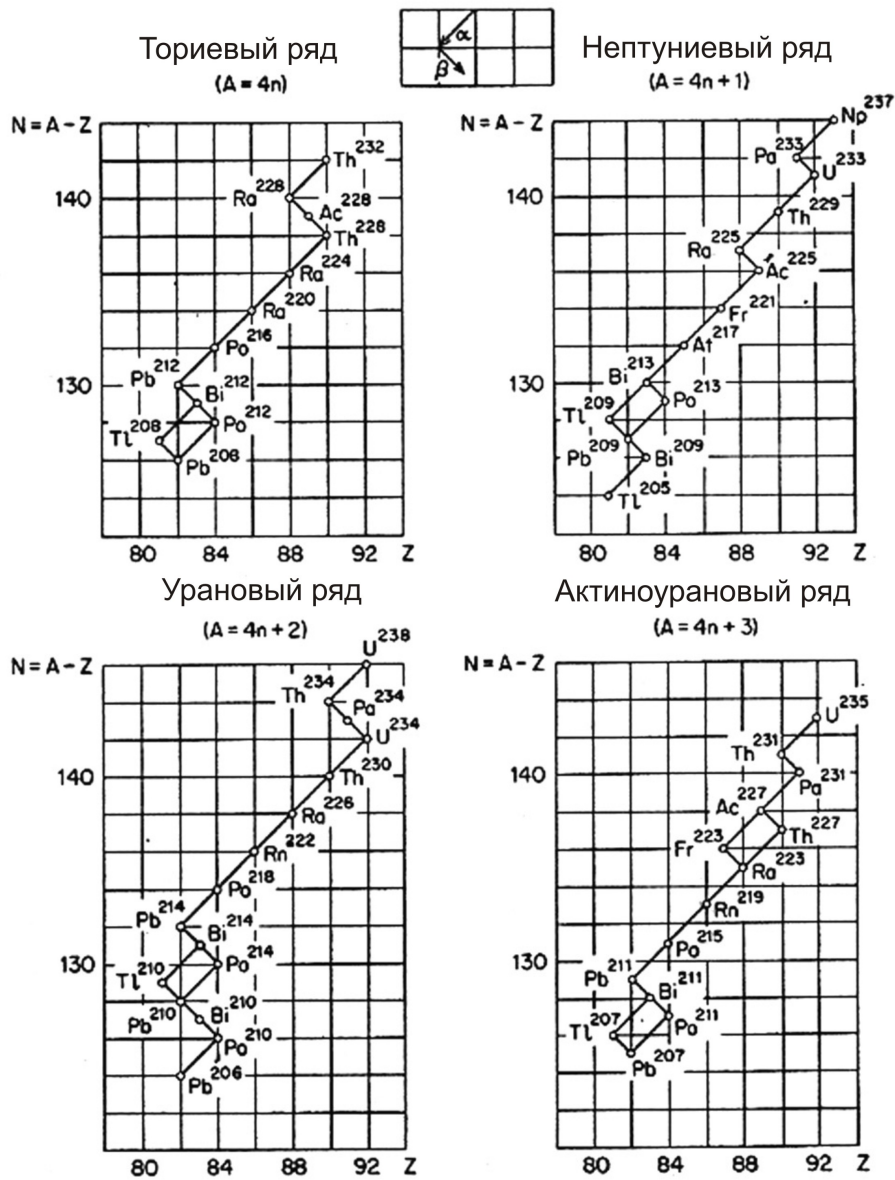 α
β
Ториевый ряд
(A = 4n)
N = A - Z
140
130
Th²³²
Ra²²⁸
Ac²²⁸
Th²²⁸
Ra²²⁴
Ra²²⁰
Po²¹⁶
Pb²¹²
Bi²¹²
Tl²⁰⁸
Po²¹²
Pb²⁰⁸
80 84 88 92 Z
Нептуниевый ряд
(A = 4n + 1)
N = A - Z
140
130
Np²³⁷
Pa²³³
U²³³
Th²²⁹
Ra²²⁵
Ac²²⁵
Fr²²¹
At²¹⁷
Bi²¹³
Po²¹³
Tl²⁰⁹
Pb²⁰⁹
Bi²⁰⁹
Tl²⁰⁵
80 84 88 92 Z
Урановый ряд
(A = 4n + 2)
N = A - Z
140
130
U²³⁸
Th²³⁴
Pa²³⁴
U²³⁴
Th²³⁰
Ra²²⁶
Rn²²²
Po²¹⁸
Pb²¹⁴
Bi²¹⁴
Po²¹⁴
Tl²¹⁰
Pb²¹⁰
Bi²¹⁰
Po²¹⁰
Pb²⁰⁶
80 84 88 92 Z
Актиноурановый ряд
(A = 4n + 3)
N = A - Z
140
130
U²³⁵
Th²³¹
Pa²³¹
Ac²²⁷
Th²²⁷
Fr²²³
Ra²²³
Rn²¹⁹
Po²¹⁵
Pb²¹¹
Bi²¹¹
Tl²⁰⁷
Po²¹¹
Pb²⁰⁷
80 84 88 92 Z